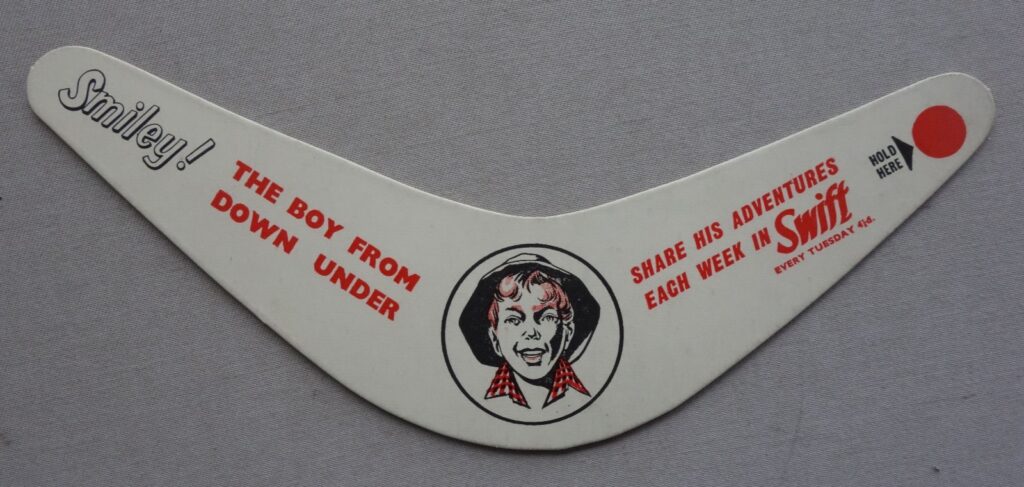 Smiley!
THE BOY FROM
DOWN UNDER
SHARE HIS ADVENTURES
EACH WEEK IN Swift
EVERY TUESDAY 4½d.
HOLD
HERE